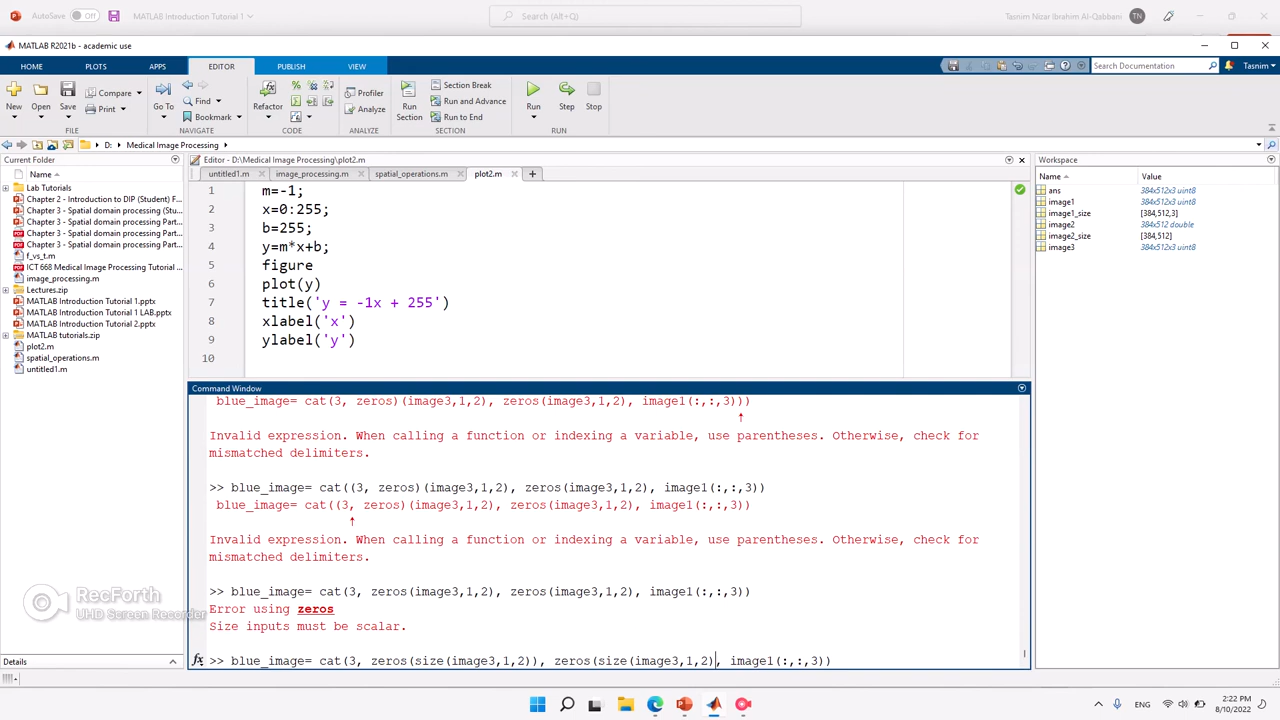 AutoSave Off MATLAB Introduction Tutorial 1 Search (Alt+Q) Tasnim Nizar Ibrahim Al-Qabbani TN
MATLAB R2021b - academic use
HOME PLOTS APPS EDITOR PUBLISH VIEW Search Documentation Tasnim
New Open Save Compare Print Go To Find Bookmark Refactor Profiler Analyze Run Section Section Break Run and Advance Run to End Run Step Stop
FILE NAVIGATE CODE ANALYZE SECTION RUN
D: Medical Image Processing
Current Folder
Name
Lab Tutorials
Chapter 2 - Introduction to DIP (Student) F...
Chapter 3 - Spatial domain processing (Stu...
Chapter 3 - Spatial domain processing Part...
Chapter 3 - Spatial domain processing Part...
Chapter 3 - Spatial domain processing Part...
f_vs_t.m
ICT 668 Medical Image Processing Tutorial ...
image_processing.m
Lectures.zip
MATLAB Introduction Tutorial 1.pptx
MATLAB Introduction Tutorial 1 LAB.pptx
MATLAB Introduction Tutorial 2.pptx
MATLAB tutorials.zip
plot2.m
spatial_operations.m
untitled1.m
Details
Editor - D:\Medical Image Processing\plot2.m
untitled1.m image_processing.m spatial_operations.m plot2.m
1 m=-1;
2 x=0:255;
3 b=255;
4 y=m*x+b;
5 figure
6 plot(y)
7 title('y = -1x + 255')
8 xlabel('x')
9 ylabel('y')
10
Command Window
blue_image= cat(3, zeros)(image3,1,2), zeros(image3,1,2), image1(:,:,3)))
↑
Invalid expression. When calling a function or indexing a variable, use parentheses. Otherwise, check for
mismatched delimiters.
>> blue_image= cat((3, zeros)(image3,1,2), zeros(image3,1,2), image1(:,:,3))
blue_image= cat((3, zeros)(image3,1,2), zeros(image3,1,2), image1(:,:,3))
↑
Invalid expression. When calling a function or indexing a variable, use parentheses. Otherwise, check for
mismatched delimiters.
>> blue_image= cat(3, zeros(image3,1,2), zeros(image3,1,2), image1(:,:,3))
Error using zeros
Size inputs must be scalar.
fx >> blue_image= cat(3, zeros(size(image3,1,2)), zeros(size(image3,1,2), image1(:,:,3))
Workspace
Name Value
ans 384x512x3 uint8
image1 384x512x3 uint8
image1_size [384,512,3]
image2 384x512 double
image2_size [384,512]
image3 384x512x3 uint8
RecForth
UHD Screen Recorder
ENG 2:22 PM
8/10/2022